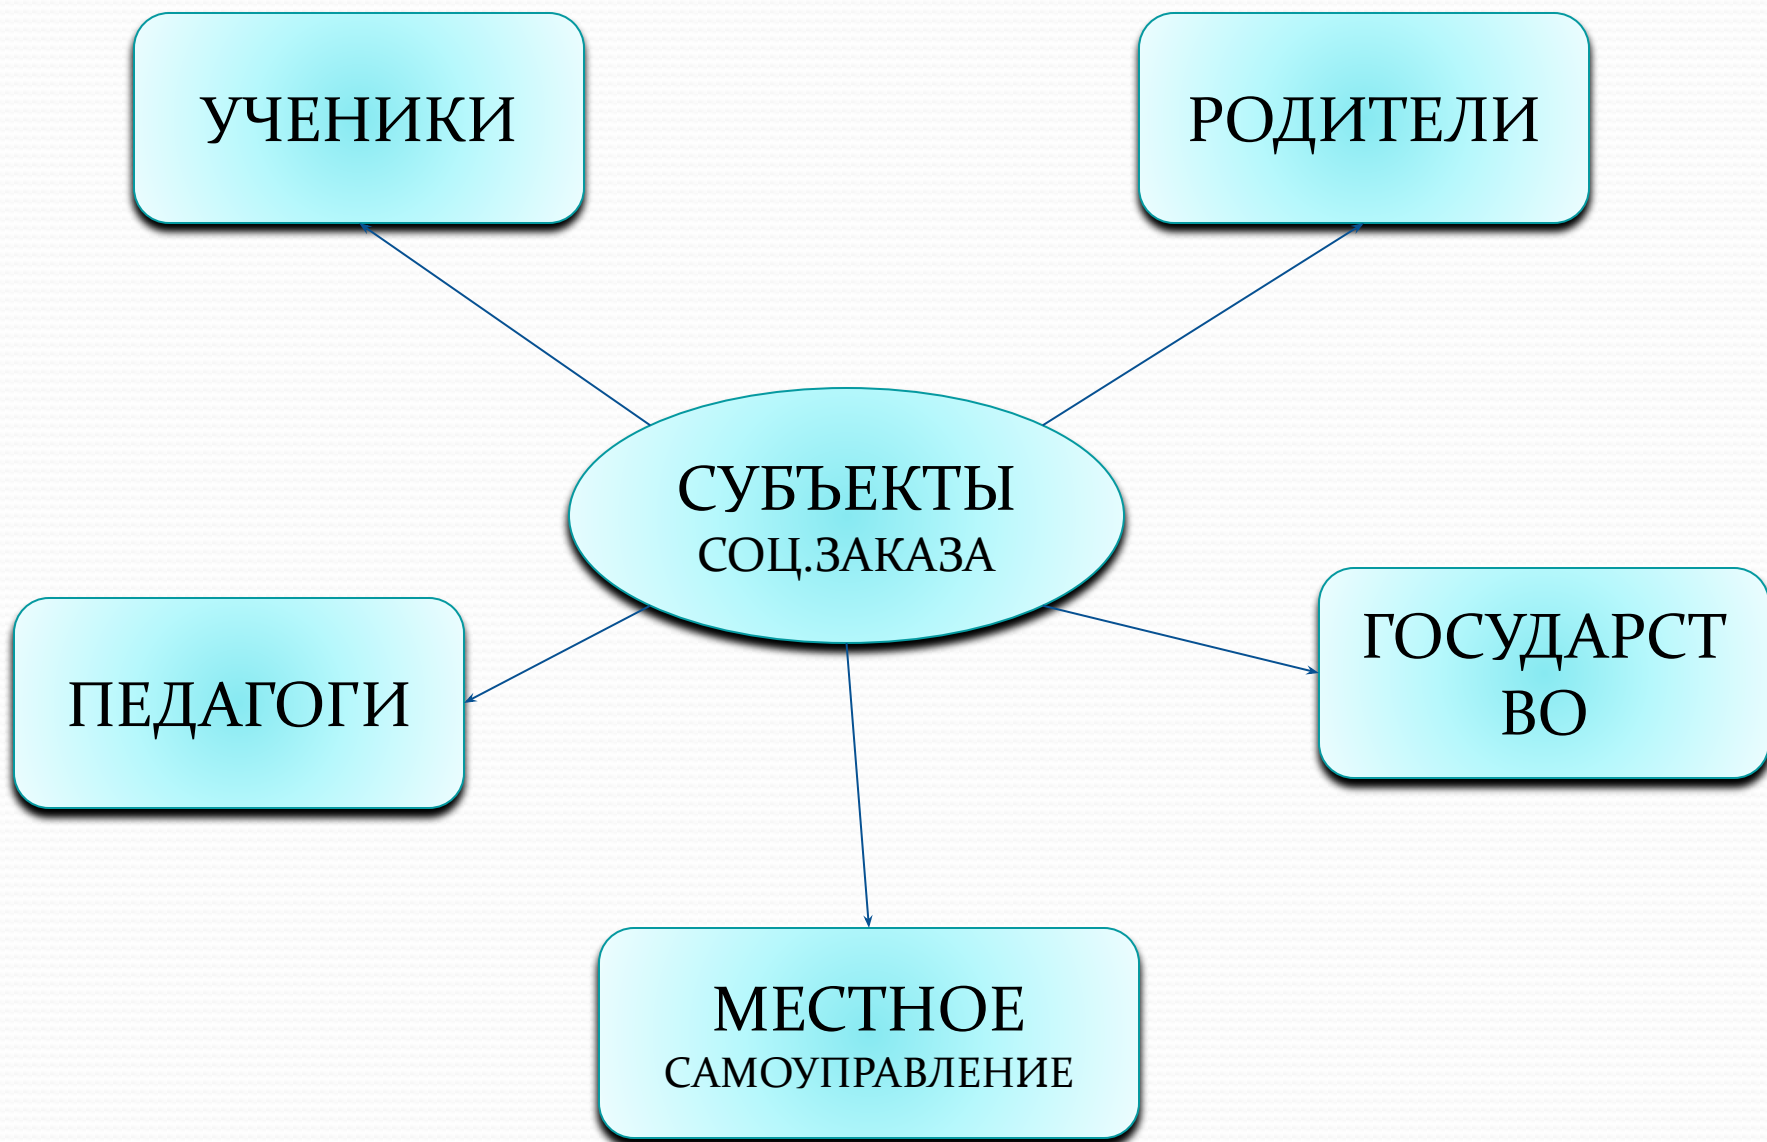 УЧЕНИКИ
РОДИТЕЛИ
СУБЪЕКТЫ
СОЦ.ЗАКАЗА
ПЕДАГОГИ
ГОСУДАРСТ
ВО
МЕСТНОЕ
САМОУПРАВЛЕНИЕ